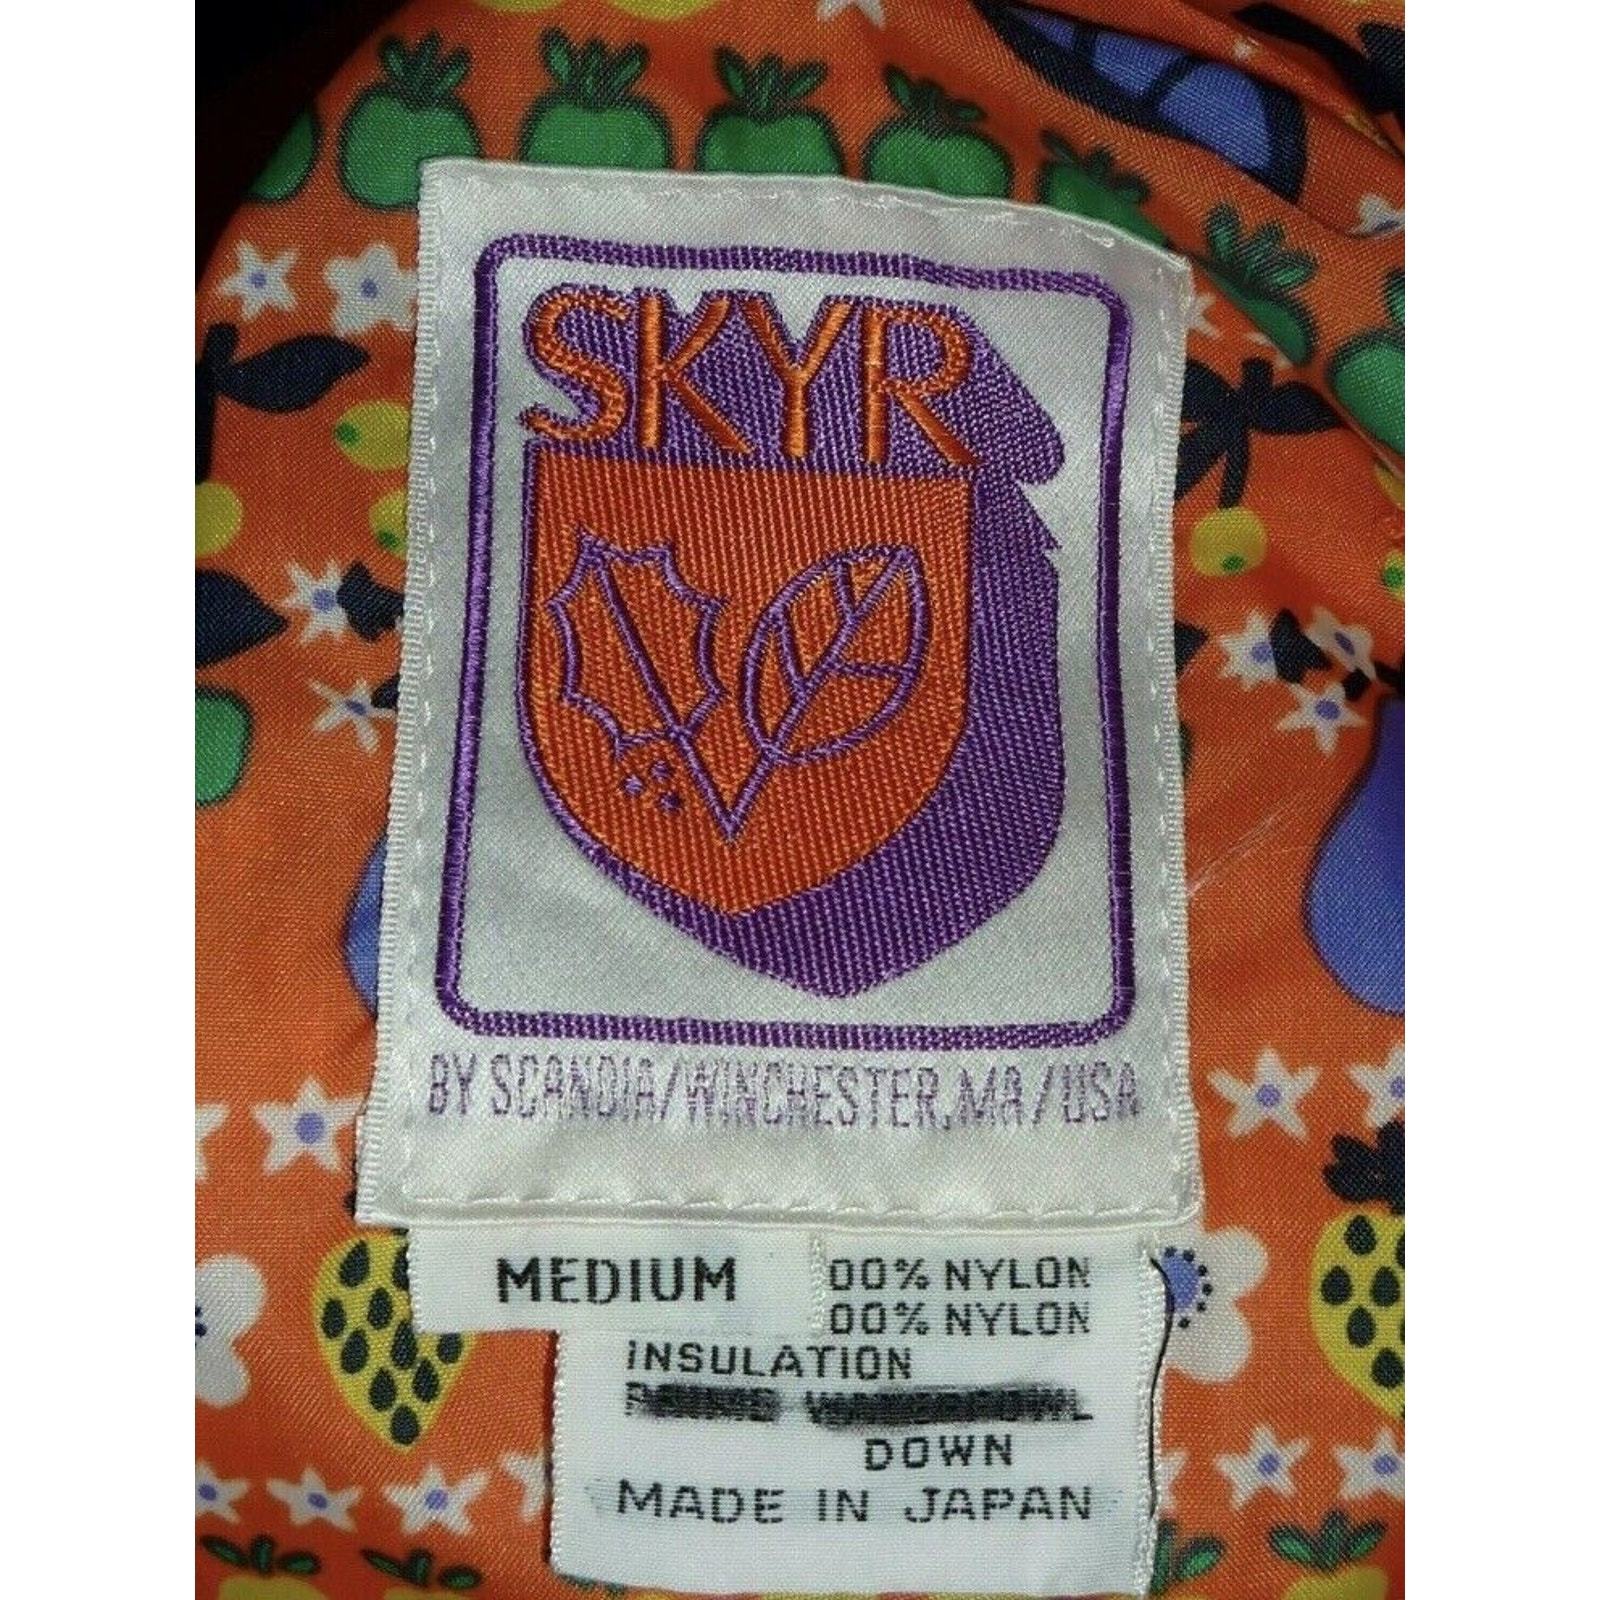 SKYR
BY SCANDIA/WINCHESTER,MA/USA
MEDIUM
00% NYLON
00% NYLON
INSULATION
DOWN
MADE IN JAPAN